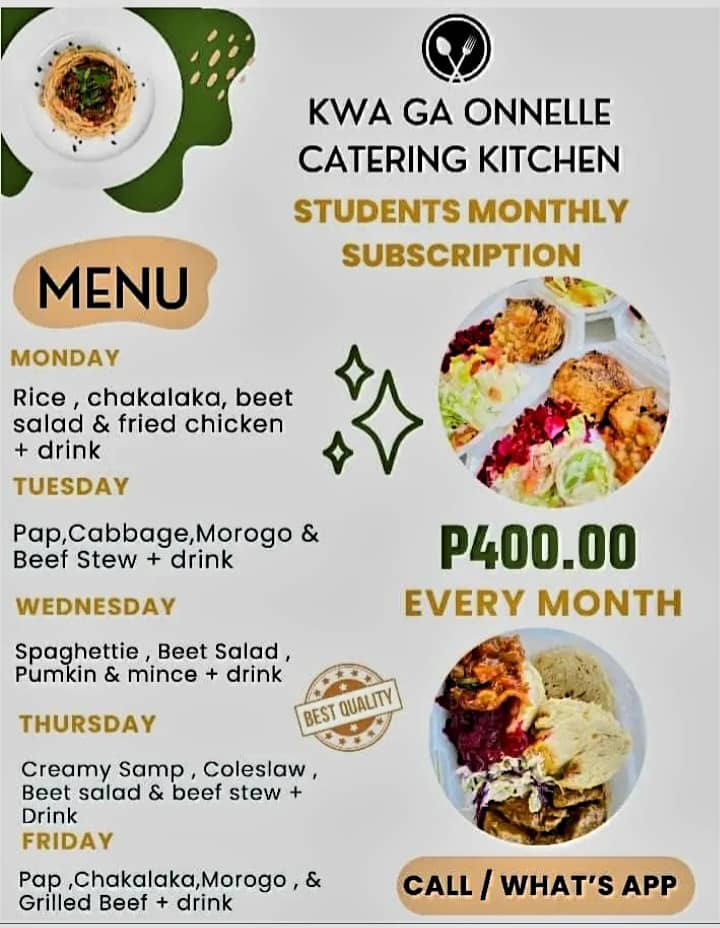 KWA GA ONNELLE
CATERING KITCHEN
STUDENTS MONTHLY
SUBSCRIPTION
MENU
MONDAY
Rice , chakalaka, beet
salad & fried chicken
+ drink
TUESDAY
Pap,Cabbage,Morogo &
Beef Stew + drink
WEDNESDAY
Spaghettie , Beet Salad ,
Pumkin & mince + drink
THURSDAY
Creamy Samp , Coleslaw ,
Beet salad & beef stew +
Drink
FRIDAY
Pap ,Chakalaka,Morogo , &
Grilled Beef + drink
BEST QUALITY
P400.00
EVERY MONTH
CALL / WHAT'S APP